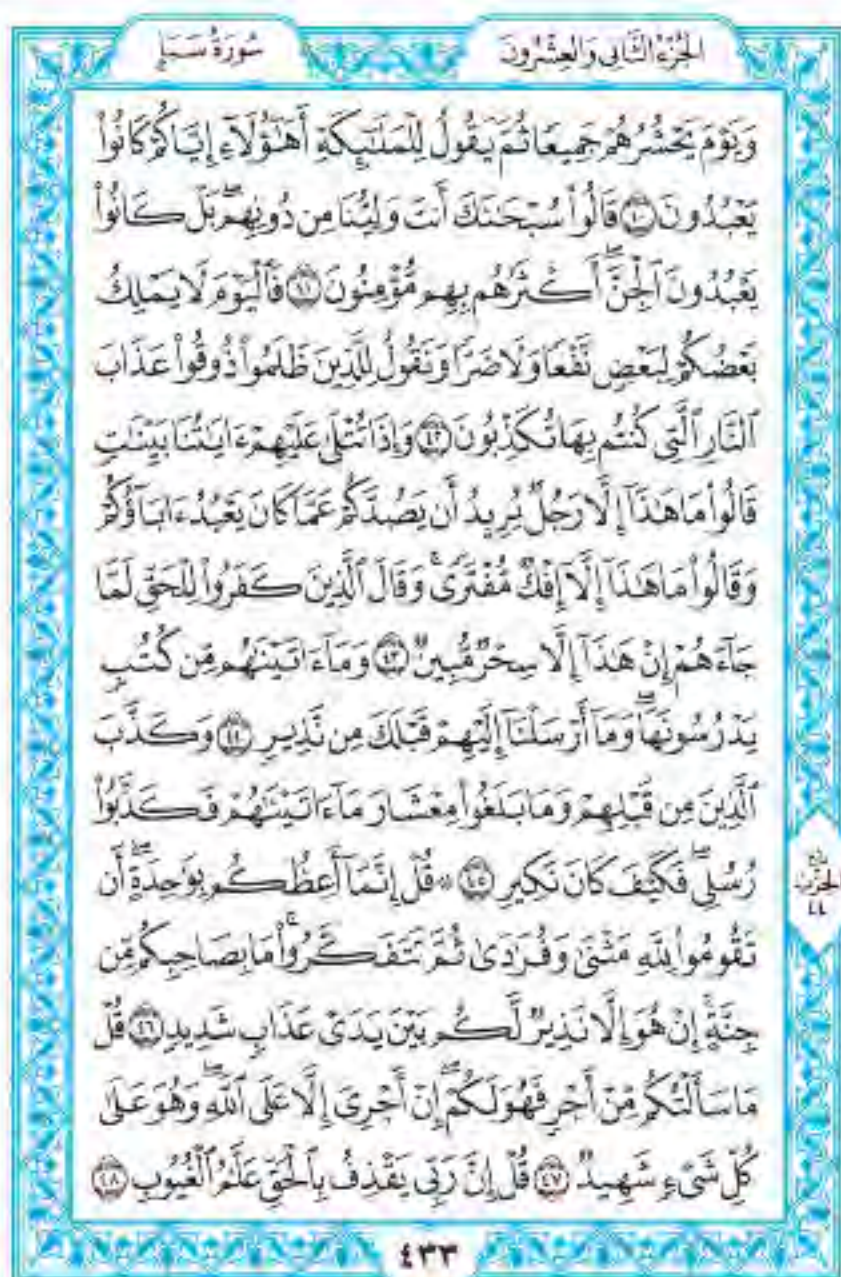 الجُزْءُ الثَّانِي وَالعِشْرُونَ
سُورَةُ سَبَإٍ
وَيَوْمَ يَحْشُرُهُمْ جَمِيعًا ثُمَّ يَقُولُ لِلْمَلَٰٓئِكَةِ أَهَٰٓؤُلَآءِ إِيَّاكُمْ كَانُوا۟
يَعْبُدُونَ ٤٠ قَالُوا۟ سُبْحَٰنَكَ أَنتَ وَلِيُّنَا مِن دُونِهِمۖ بَلْ كَانُوا۟
يَعْبُدُونَ ٱلْجِنَّۖ أَكْثَرُهُم بِهِم مُّؤْمِنُونَ ٤١ فَٱلْيَوْمَ لَا يَمْلِكُ
بَعْضُكُمْ لِبَعْضٍ نَّفْعًا وَلَا ضَرًّا وَنَقُولُ لِلَّذِينَ ظَلَمُوا۟ ذُوقُوا۟ عَذَابَ
ٱلنَّارِ ٱلَّتِى كُنتُم بِهَا تُكَذِّبُونَ ٤٢ وَإِذَا تُتْلَىٰ عَلَيْهِمْ ءَايَٰتُنَا بَيِّنَٰتٍ
قَالُوا۟ مَا هَٰذَآ إِلَّا رَجُلٌ يُرِيدُ أَن يَصُدَّكُمْ عَمَّا كَانَ يَعْبُدُ ءَابَآؤُكُمْ
وَقَالُوا۟ مَا هَٰذَآ إِلَّآ إِفْكٌ مُّفْتَرًىۚ وَقَالَ ٱلَّذِينَ كَفَرُوا۟ لِلْحَقِّ لَمَّا
جَآءَهُمْ إِنْ هَٰذَآ إِلَّا سِحْرٌ مُّبِينٌ ٤٣ وَمَآ ءَاتَيْنَٰهُم مِّن كُتُبٍ
يَدْرُسُونَهَاۖ وَمَآ أَرْسَلْنَآ إِلَيْهِمْ قَبْلَكَ مِن نَّذِيرٍ ٤٤ وَكَذَّبَ
ٱلَّذِينَ مِن قَبْلِهِمْ وَمَا بَلَغُوا۟ مِعْشَارَ مَآ ءَاتَيْنَٰهُمْ فَكَذَّبُوا۟
رُسُلِىۖ فَكَيْفَ كَانَ نَكِيرِ ٤٥ ۞ قُلْ إِنَّمَآ أَعِظُكُم بِوَٰحِدَةٍۖ أَن
تَقُومُوا۟ لِلَّهِ مَثْنَىٰ وَفُرَٰدَىٰ ثُمَّ تَتَفَكَّرُوا۟ۚ مَا بِصَاحِبِكُم مِّن
جِنَّةٍۚ إِنْ هُوَ إِلَّا نَذِيرٌ لَّكُم بَيْنَ يَدَىْ عَذَابٍ شَدِيدٍ ٤٦ قُلْ
مَا سَأَلْتُكُم مِّنْ أَجْرٍ فَهُوَ لَكُمْۖ إِنْ أَجْرِىَ إِلَّا عَلَى ٱللَّهِۖ وَهُوَ عَلَىٰ
كُلِّ شَىْءٍ شَهِيدٌ ٤٧ قُلْ إِنَّ رَبِّى يَقْذِفُ بِٱلْحَقِّ عَلَّٰمُ ٱلْغُيُوبِ ٤٨
الحِزْب
٤٤
٤٣٣